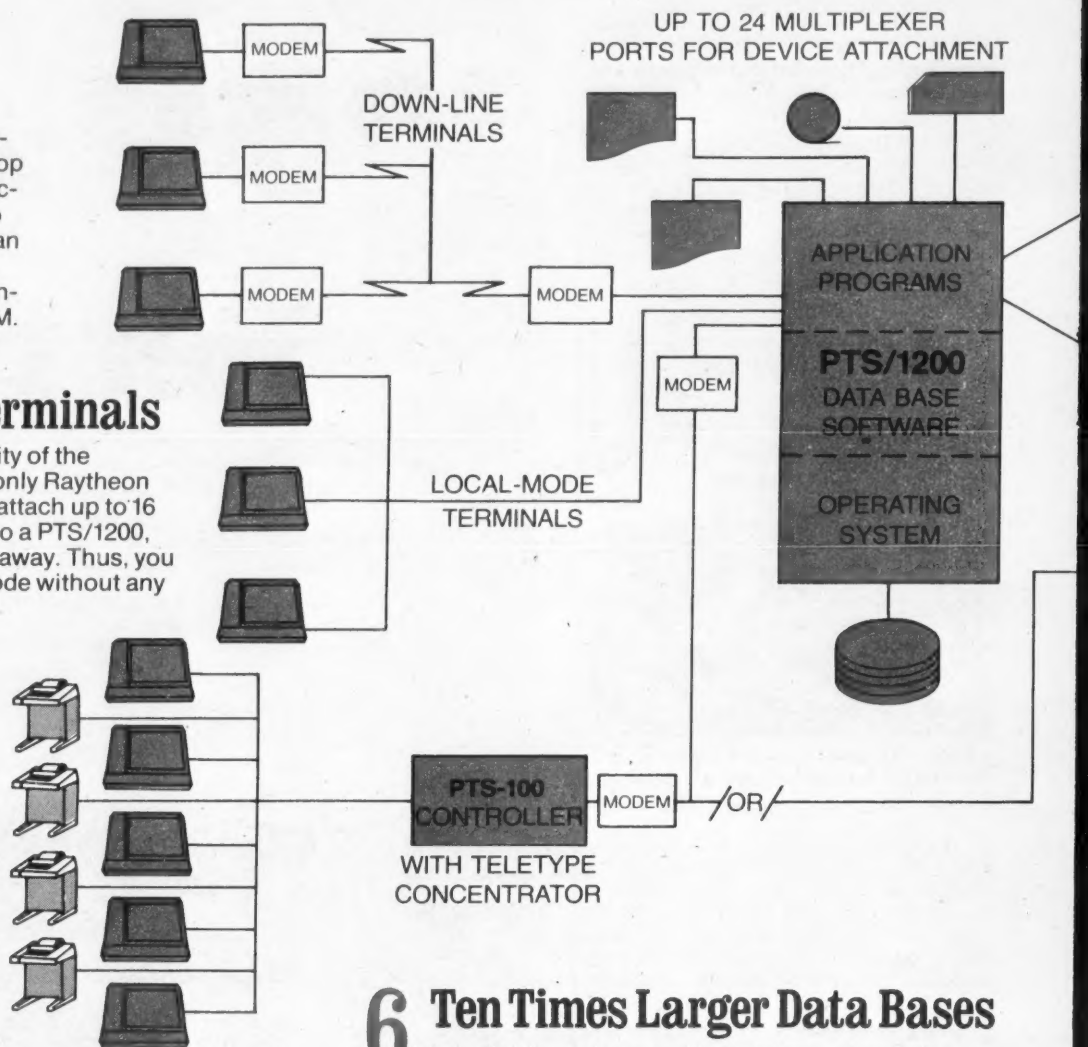 UP TO 24 MULTIPLEXER
PORTS FOR DEVICE ATTACHMENT
MODEM
DOWN-LINE
TERMINALS
MODEM
MODEM
MODEM
APPLICATION
PROGRAMS
PTS/1200
DATA BASE
SOFTWARE
OPERATING
SYSTEM
MODEM
LOCAL-MODE
TERMINALS
-
op
c-
an
n-
M.
erminals
ity of the
only Raytheon
attach up to 16
o a PTS/1200,
away. Thus, you
ode without any
PTS-100
CONTROLLER
MODEM
/OR/
WITH TELETYPE
CONCENTRATOR
6 Ten Times Larger Data Bases